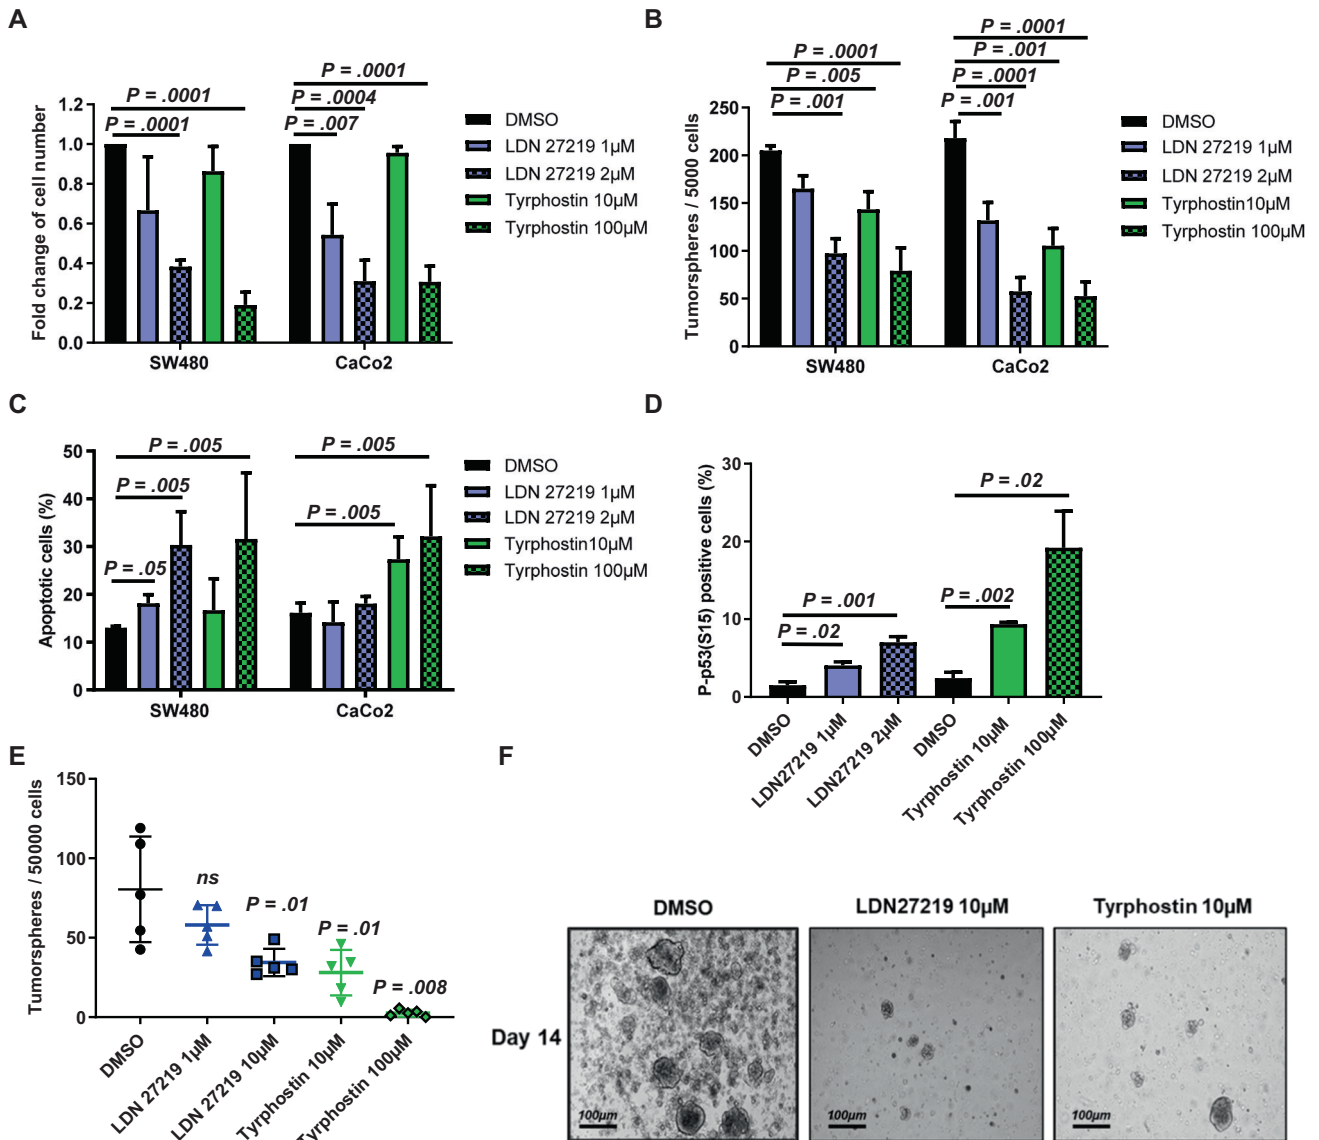 A
P = .0001
P = .0001
P = .0004
P = .0001
P = .007
Fold change of cell number
1.2
1.0
0.8
0.6
0.4
0.2
0.0
SW480
CaCo2
DMSO
LDN 27219 1µM
LDN 27219 2µM
Tyrphostin 10µM
Tyrphostin 100µM
B
P = .0001
P = .005
P = .001
P = .0001
P = .001
P = .0001
P = .001
Tumorspheres / 5000 cells
250
200
150
100
50
0
SW480
CaCo2
DMSO
LDN 27219 1µM
LDN 27219 2µM
Tyrphostin10µM
Tyrphostin 100µM
C
P = .005
P = .005
P = .05
P = .005
P = .005
Apoptotic cells (%)
50
40
30
20
10
0
SW480
CaCo2
DMSO
LDN 27219 1µM
LDN 27219 2µM
Tyrphostin10µM
Tyrphostin 100µM
D
P = .02
P = .001
P = .02
P = .002
P-p53(S15) positive cells (%)
30
20
10
0
DMSO
LDN27219 1µM
LDN27219 2µM
DMSO
Tyrphostin 10µM
Tyrphostin 100µM
E
Tumorspheres / 50000 cells
150
100
50
0
ns
P = .01
P = .01
P = .008
DMSO
LDN 27219 1µM
LDN 27219 10µM
Tyrphostin 10µM
Tyrphostin 100µM
F
DMSO
LDN27219 10µM
Tyrphostin 10µM
Day 14
100µm
100µm
100µm